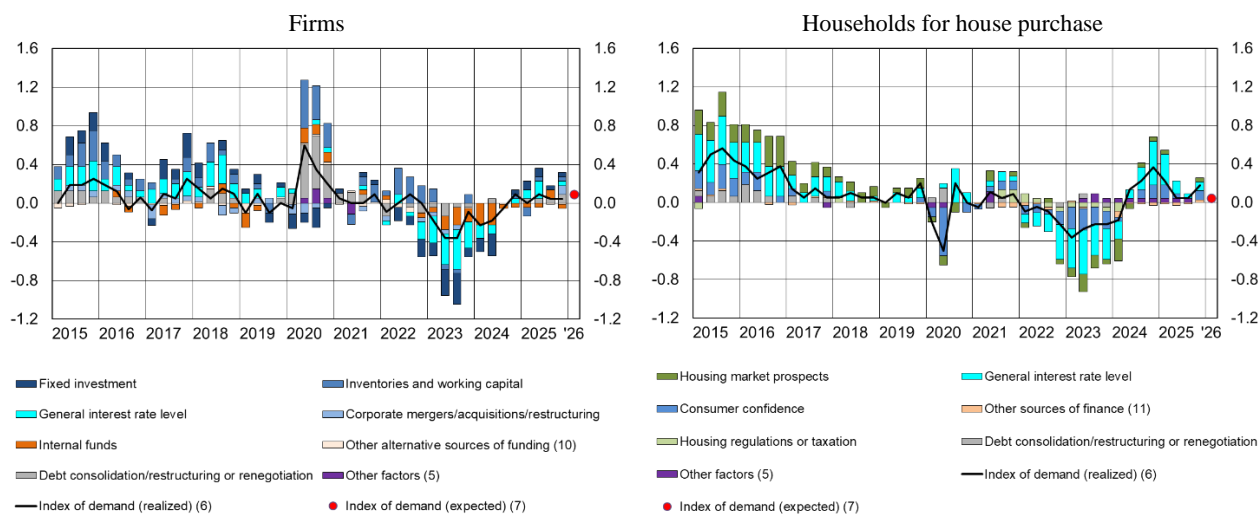 Firms
1.6 1.6
1.2 1.2
0.8 0.8
0.4 0.4
0.0 0.0
-0.4 -0.4
-0.8 -0.8
-1.2 -1.2
2015 2016 2017 2018 2019 2020 2021 2022 2023 2024 2025 '26
Fixed investment
Inventories and working capital
General interest rate level
Corporate mergers/acquisitions/restructuring
Internal funds
Other alternative sources of funding (10)
Debt consolidation/restructuring or renegotiation
Other factors (5)
Index of demand (realized) (6)
Index of demand (expected) (7)
Households for house purchase
1.6 1.6
1.2 1.2
0.8 0.8
0.4 0.4
0.0 0.0
-0.4 -0.4
-0.8 -0.8
-1.2 -1.2
2015 2016 2017 2018 2019 2020 2021 2022 2023 2024 2025 '26
Housing market prospects
General interest rate level
Consumer confidence
Other sources of finance (11)
Housing regulations or taxation
Debt consolidation/restructuring or renegotiation
Other factors (5)
Index of demand (realized) (6)
Index of demand (expected) (7)